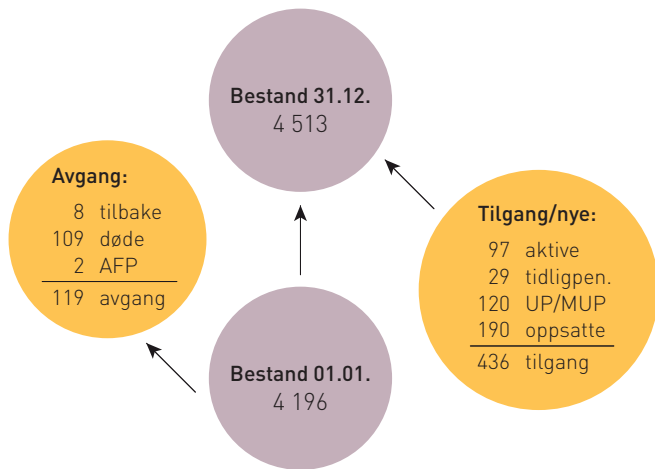 Bestand 31.12.
4 513
Avgang:
8 tilbake
109 døde
2 AFP
119 avgang
Tilgang/nye:
97 aktive
29 tidligpen.
120 UP/MUP
190 oppsatte
436 tilgang
Bestand 01.01.
4 196